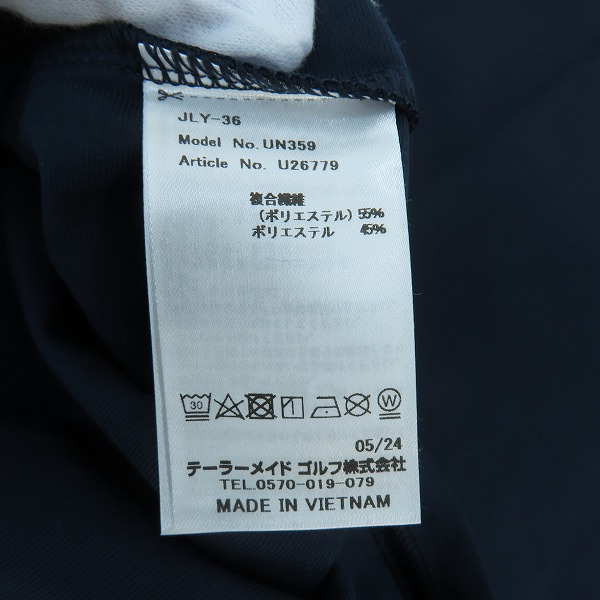 JLY-36
Model No. UN359
Article No. U26779
複合繊維
(ポリエステル) 55%
ポリエステル 45%
30
W
05/24
テーラーメイド ゴルフ株式会社
TEL.0570-019-079
MADE IN VIETNAM